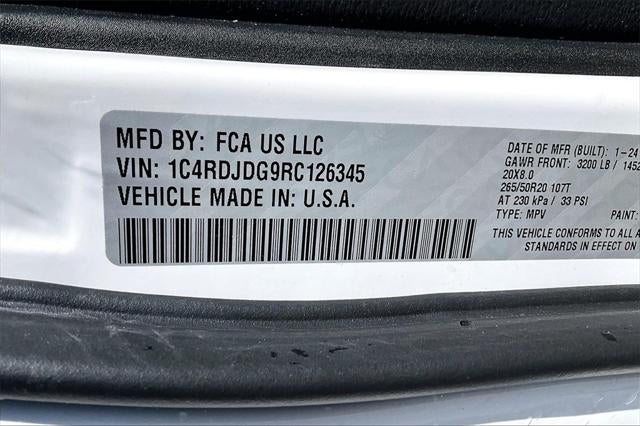 MFD BY: FCA US LLC
VIN: 1C4RDJDG9RC126345
VEHICLE MADE IN: U.S.A.
DATE OF MFR (BUILT): 1-24
GAWR FRONT: 3200 LB / 1452
20X8.0
265/50R20 107T
AT 230 kPa / 33 PSI
TYPE: MPV PAINT:
THIS VEHICLE CONFORMS TO ALL A
STANDARDS IN EFFECT ON